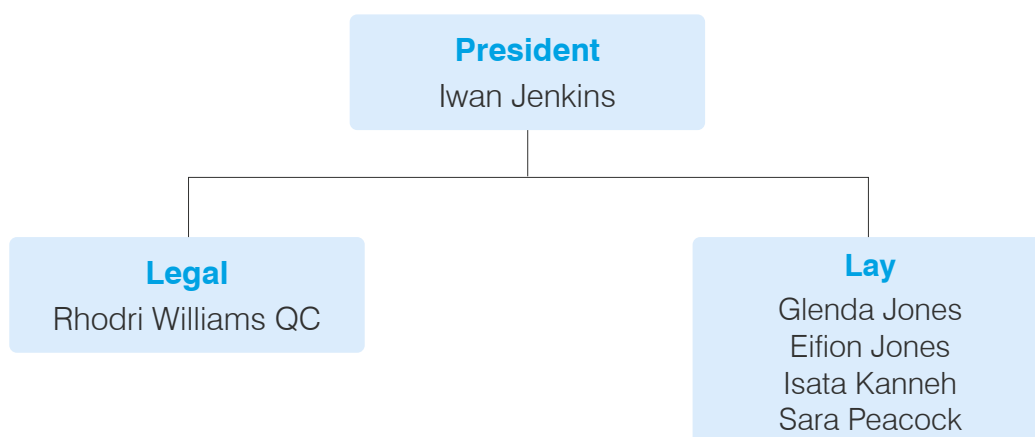 President
Iwan Jenkins
Legal
Rhodri Williams QC
Lay
Glenda Jones
Eifion Jones
Isata Kanneh
Sara Peacock